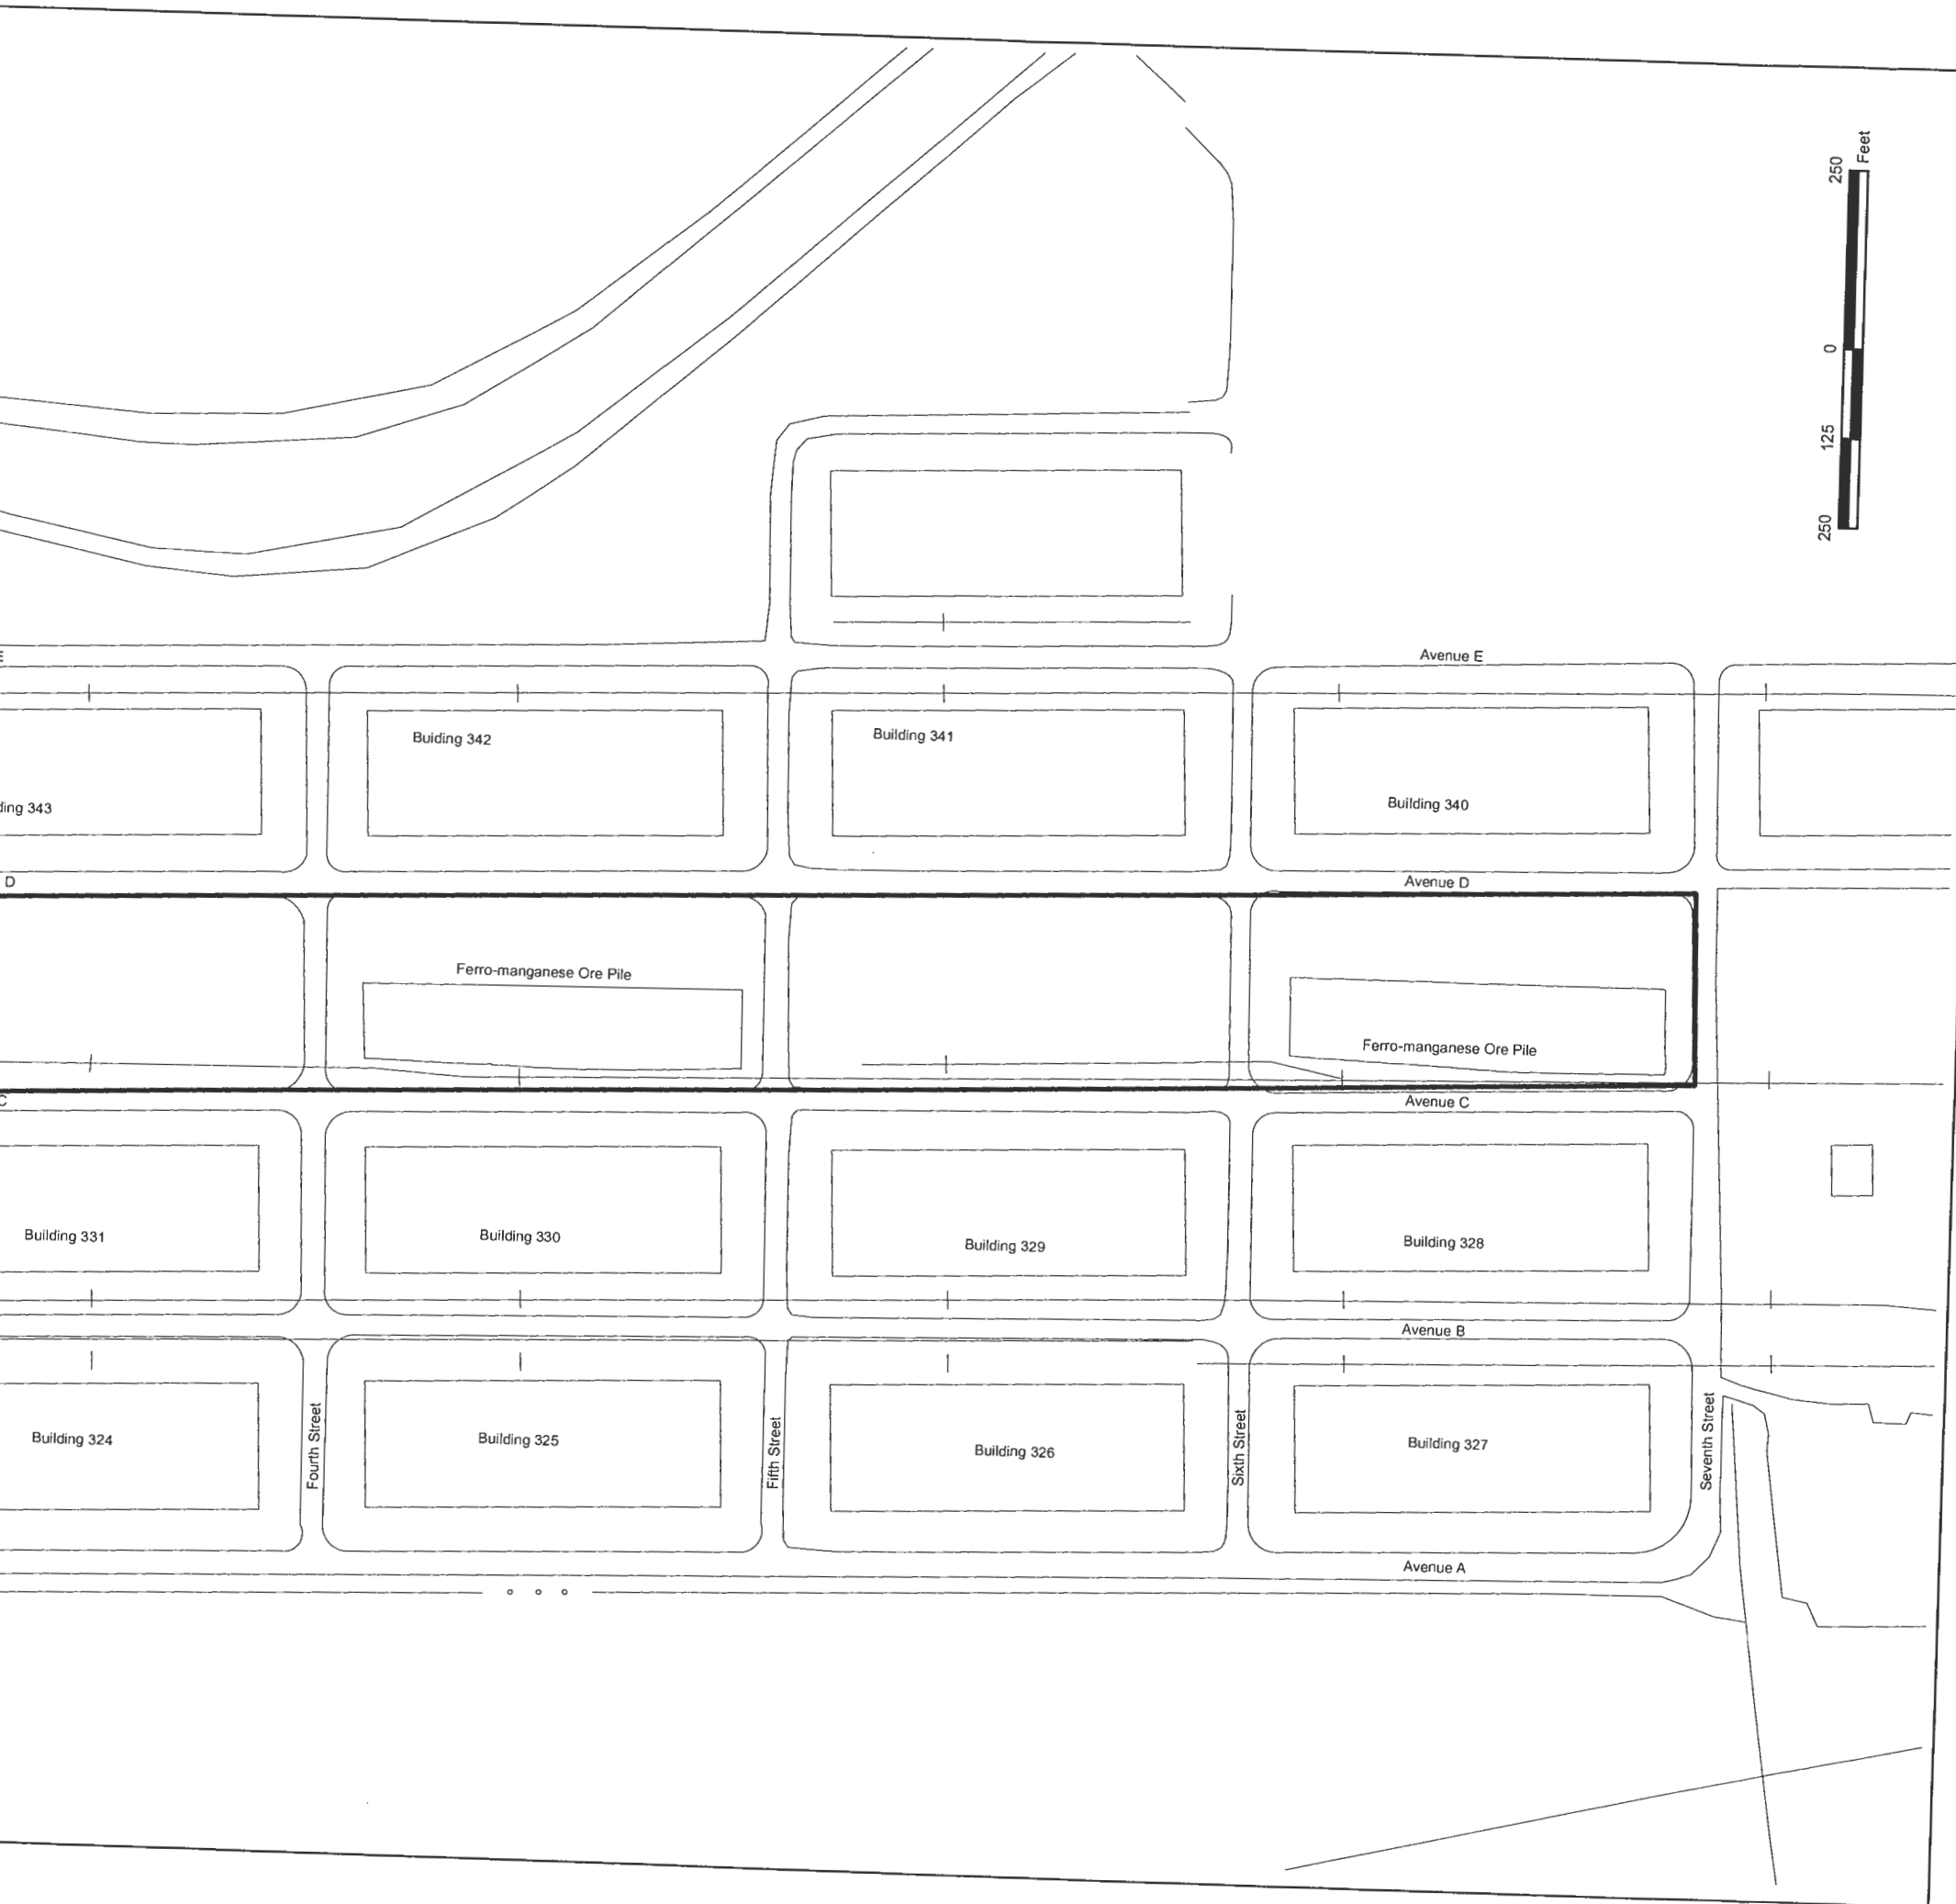 250
Feet
0
125
250
E
Avenue E
Buiding 342
Building 341
ding 343
Building 340
D
Avenue D
Ferro-manganese Ore Pile
Ferro-manganese Ore Pile
C
Avenue C
Building 331
Building 330
Building 329
Building 328
Avenue B
Fourth Street
Fifth Street
Sixth Street
Seventh Street
Building 324
Building 325
Building 326
Building 327
Avenue A